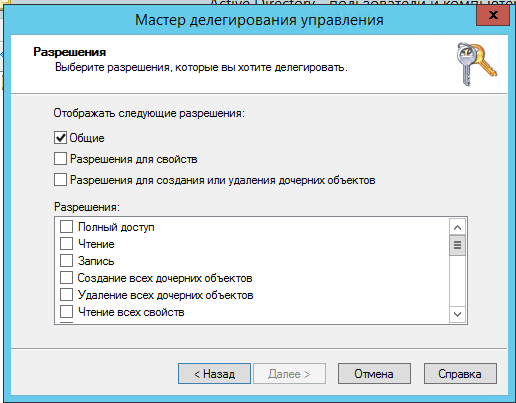 Active Directory - пользователи и компьютер
Мастер делегирования управления
x
Разрешения
Выберите разрешения, которые вы хотите делегировать.
Отображать следующие разрешения:
Общие
Разрешения для свойств
Разрешения для создания или удаления дочерних объектов
Разрешения:
Полный доступ
Чтение
Запись
Создание всех дочерних объектов
Удаление всех дочерних объектов
Чтение всех свойств
< Назад Далее > Отмена Справка